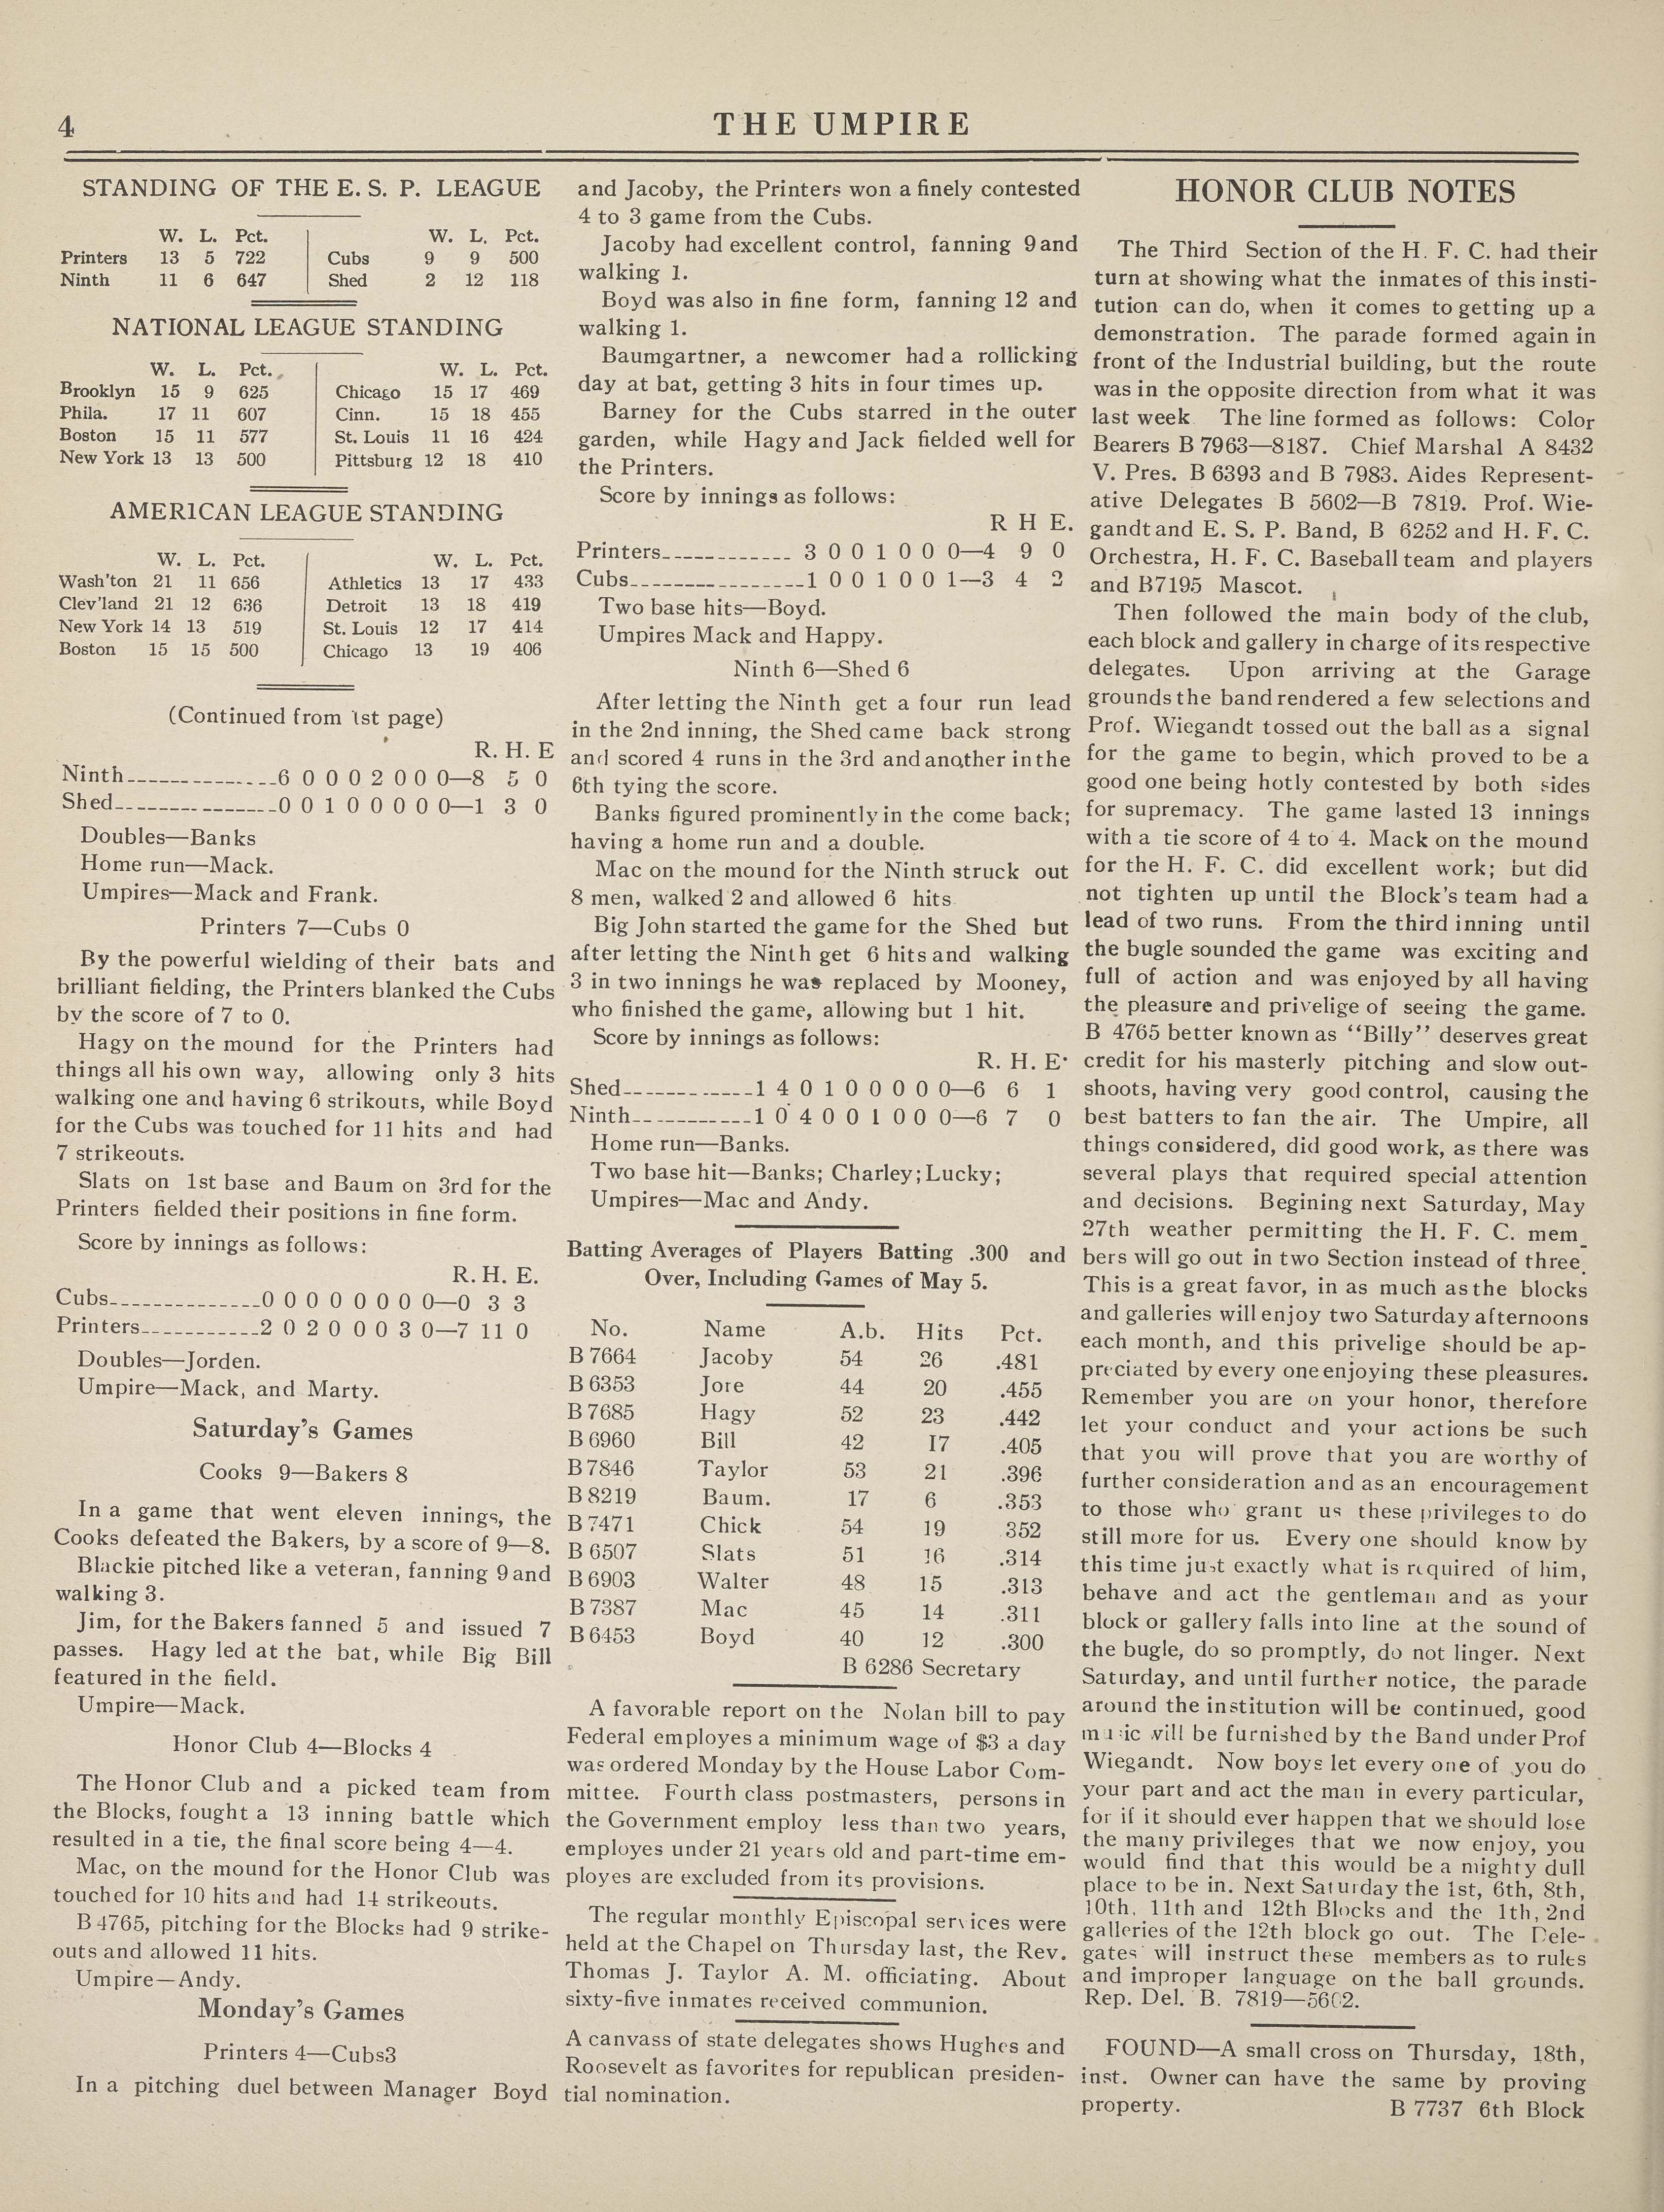 4
THE UMPIRE
STANDING OF THE E. S. P. LEAGUE
W. L. Pct. W. L. Pct.
Printers 13 5 722 Cubs 9 9 500
Ninth 11 6 647 Shed 2 12 118
NATIONAL LEAGUE STANDING
W. L. Pct. W. L. Pct.
Brooklyn 15 9 625 Chicago 15 17 469
Phila. 17 11 607 Cinn. 15 18 455
Boston 15 11 577 St. Louis 11 16 424
New York 13 13 500 Pittsburg 12 18 410
AMER1CAN LEAGUE STANDING
W. L. Pct. W. L. Pct.
Wash'ton 21 11 656 Athletics 13 17 433
Clev'land 21 12 636 Detroit 13 18 419
New York 14 13 519 St. Louis 12 17 414
Boston 15 15 500 Chicago 13 19 406
(Continued from 1st page)
R. H. E
Ninth 6 0 0 0 2 0 0 0—8 5 0
Shed 0 0 1 0 0 0 0 0—1 3 0
Doubles—Banks
Home run—Mack.
Umpires—Mack and Frank.
Printers 7—Cubs 0
By the powerful wielding of their bats and
brilliant fielding, the Printers blanked the Cubs
by the score of 7 to 0.
Hagy on the mound for the Printers had
things all his own way, allowing only 3 hits
walking one and having 6 strikouts, while Boyd
for the Cubs was touched for 11 hits and had
7 strikeouts.
Slats on 1st base and Baum on 3rd for the
Printers fielded their positions in fine form.
Score by innings as follows:
R. H. E.
Cubs 0 0 0 0 0 0 0 0—0 3 3
Printers 2 0 2 0 0 0 3 0—7 11 0
Doubles—Jorden.
Umpire—Mack, and Marty.
Saturday's Games
Cooks 9—Bakers 8
In a game that went eleven innings, the
Cooks defeated the Bakers, by a score of 9—8.
Blackie pitched like a veteran, fanning 9 and
walking 3.
Jim, for the Bakers fanned 5 and issued 7
passes. Hagy led at the bat, while Big Bill
featured in the field.
Umpire—Mack.
Honor Club 4—Blocks 4
The Honor Club and a picked team from
the Blocks, fought a 13 inning battle which
resulted in a tie, the final score being 4—4.
Mac, on the mound for the Honor Club was
touched for 10 hits and had 14 strikeouts.
B 4765, pitching for the Blocks had 9 strike-
outs and allowed 11 hits.
Umpire—Andy.
Monday's Games
Printers 4—Cubs3
In a pitching duel between Manager Boyd
and Jacoby, the Printers won a finely contested
4 to 3 game from the Cubs.
Jacoby had excellent control, fanning 9 and
walking 1.
Boyd was also in fine form, fanning 12 and
walking 1.
Baumgartner, a newcomer had a rollicking
day at bat, getting 3 hits in four times up.
Barney for the Cubs starred in the outer
garden, while Hagy and Jack fielded well for
the Printers.
Score by innings as follows:
R H E.
Printers 3 0 0 1 0 0 0—4 9 0
Cubs 1 0 0 1 0 0 1—3 4 2
Two base hits—Boyd.
Umpires Mack and Happy.
Ninth 6—Shed 6
After letting the Ninth get a four run lead
in the 2nd inning, the Shed came back strong
and scored 4 runs in the 3rd and another in the
6th tying the score.
Banks figured prominently in the come back;
having a home run and a double.
Mac on the mound for the Ninth struck out
8 men, walked 2 and allowed 6 hits
Big John started the game for the Shed but
after letting the Ninth get 6 hits and walking
3 in two innings he was replaced by Mooney,
who finished the game, allowing but 1 hit.
Score by innings as follows:
R. H. E.
Shed 1 4 0 1 0 0 0 0 0—6 6 1
Ninth 1 0 4 0 0 1 0 0 0—6 7 0
Home run—Banks.
Two base hit—Banks; Charley; Lucky;
Umpires—Mac and Andy.
Batting Averages of Players Batting .300 and
Over, Including Games of May 5.
No. Name A.b. Hits Pct.
B 7664 Jacoby 54 26 .481
B 6353 Jore 44 20 .455
B 7685 Hagy 52 23 .442
B 6960 Bill 42 17 .405
B 7846 Taylor 53 21 .396
B 8219 Baum. 17 6 .353
B 7471 Chick 54 19 352
B 6507 Slats 51 16 .314
B 6903 Walter 48 15 .313
B 7387 Mac 45 14 .311
B 6453 Boyd 40 12 .300
B 6286 Secretary
A favorable report on the Nolan bill to pay
Federal employes a minimum wage of $3 a day
was ordered Monday by the House Labor Com-
mittee. Fourth class postmasters, persons in
the Government employ less than two years,
employes under 21 years old and part-time em-
ployes are excluded from its provisions.
The regular monthly Episcopal services were
held at the Chapel on Thursday last, the Rev.
Thomas J. Taylor A. M. officiating. About
sixty-five inmates received communion.
A canvass of state delegates shows Hughes and
Roosevelt as favorites for republican presiden-
tial nomination.
HONOR CLUB NOTES
The Third Section of the H. F. C. had their
turn at showing what the inmates of this insti-
tution can do, when it comes to getting up a
demonstration. The parade formed again in
front of the Industrial building, but the route
was in the opposite direction from what it was
last week The line formed as follows: Color
Bearers B 7963—8187. Chief Marshal A 8432
V. Pres. B 6393 and B 7983. Aides Represent-
ative Delegates B 5602—B 7819. Prof. Wie-
gandt and E. S. P. Band, B 6252 and H. F. C.
Orchestra, H. F. C. Baseball team and players
and B7195 Mascot.
Then followed the main body of the club,
each block and gallery in charge of its respective
delegates. Upon arriving at the Garage
grounds the band rendered a few selections and
Prof. Wiegandt tossed out the ball as a signal
for the game to begin, which proved to be a
good one being hotly contested by both sides
for supremacy. The game lasted 13 innings
with a tie score of 4 to 4. Mack on the mound
for the H. F. C. did excellent work; but did
not tighten up until the Block's team had a
lead of two runs. From the third inning until
the bugle sounded the game was exciting and
full of action and was enjoyed by all having
the pleasure and privelige of seeing the game.
B 4765 better known as "Billy" deserves great
credit for his masterly pitching and slow out-
shoots, having very good control, causing the
best batters to fan the air. The Umpire, all
things considered, did good work, as there was
several plays that required special attention
and decisions. Begining next Saturday, May
27th weather permitting the H. F. C. mem-
bers will go out in two Section instead of three.
This is a great favor, in as much as the blocks
and galleries will enjoy two Saturday afternoons
each month, and this privelige should be ap-
preciated by every one enjoying these pleasures.
Remember you are on your honor, therefore
let your conduct and your actions be such
that you will prove that you are worthy of
further consideration and as an encouragement
to those who grant us these privileges to do
still more for us. Every one should know by
this time just exactly what is required of him,
behave and act the gentleman and as your
block or gallery falls into line at the sound of
the bugle, do so promptly, do not linger. Next
Saturday, and until further notice, the parade
around the institution will be continued, good
music will be furnished by the Band under Prof
Wiegandt. Now boys let every one of you do
your part and act the man in every particular,
for if it should ever happen that we should lose
the many privileges that we now enjoy, you
would find that this would be a mighty dull
place to be in. Next Saturday the 1st, 6th, 8th,
10th, 11th and 12th Blocks and the 1th, 2nd
galleries of the 12th block go out. The Dele-
gates will instruct these members as to rules
and improper language on the ball grounds.
Rep. Del. B. 7819—5602.
FOUND—A small cross on Thursday, 18th,
inst. Owner can have the same by proving
property. B 7737 6th Block